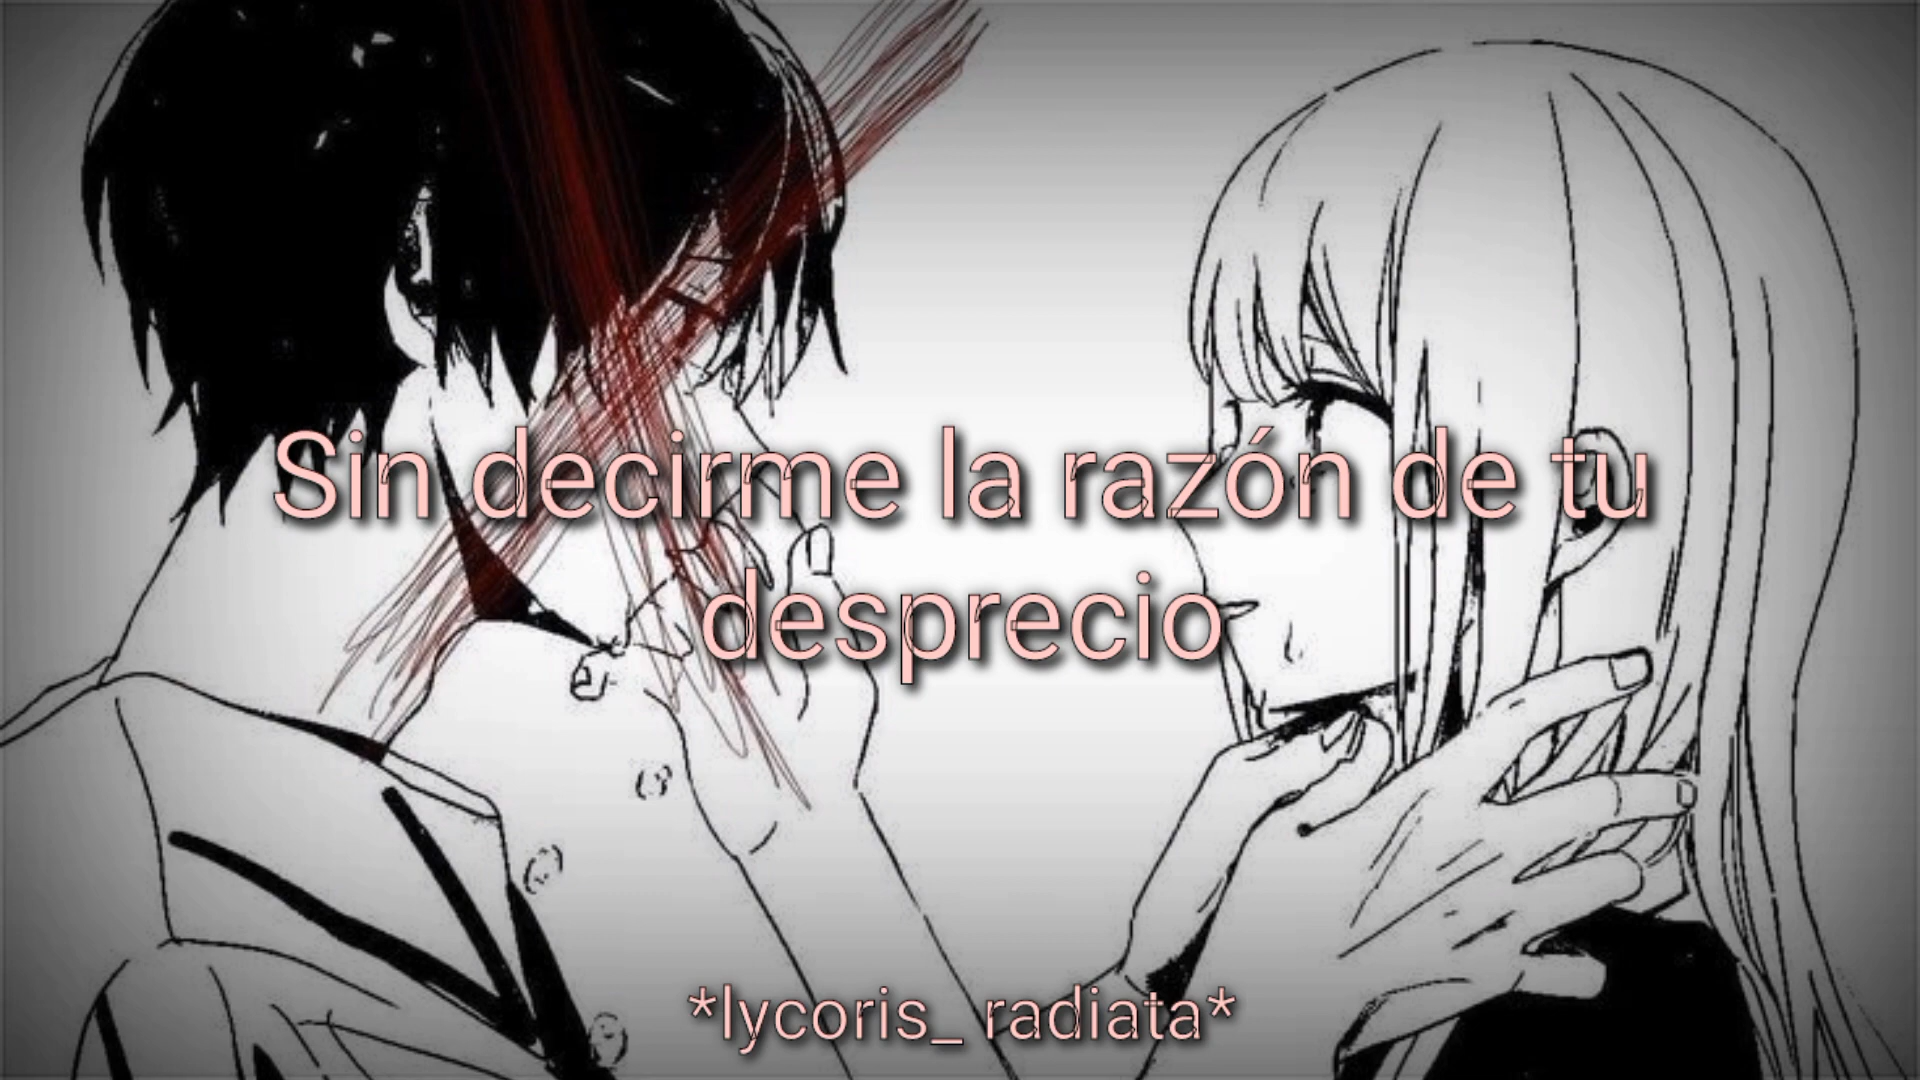 Sin decirme la razón de tu
desprecio
*lycoris_ radiata*